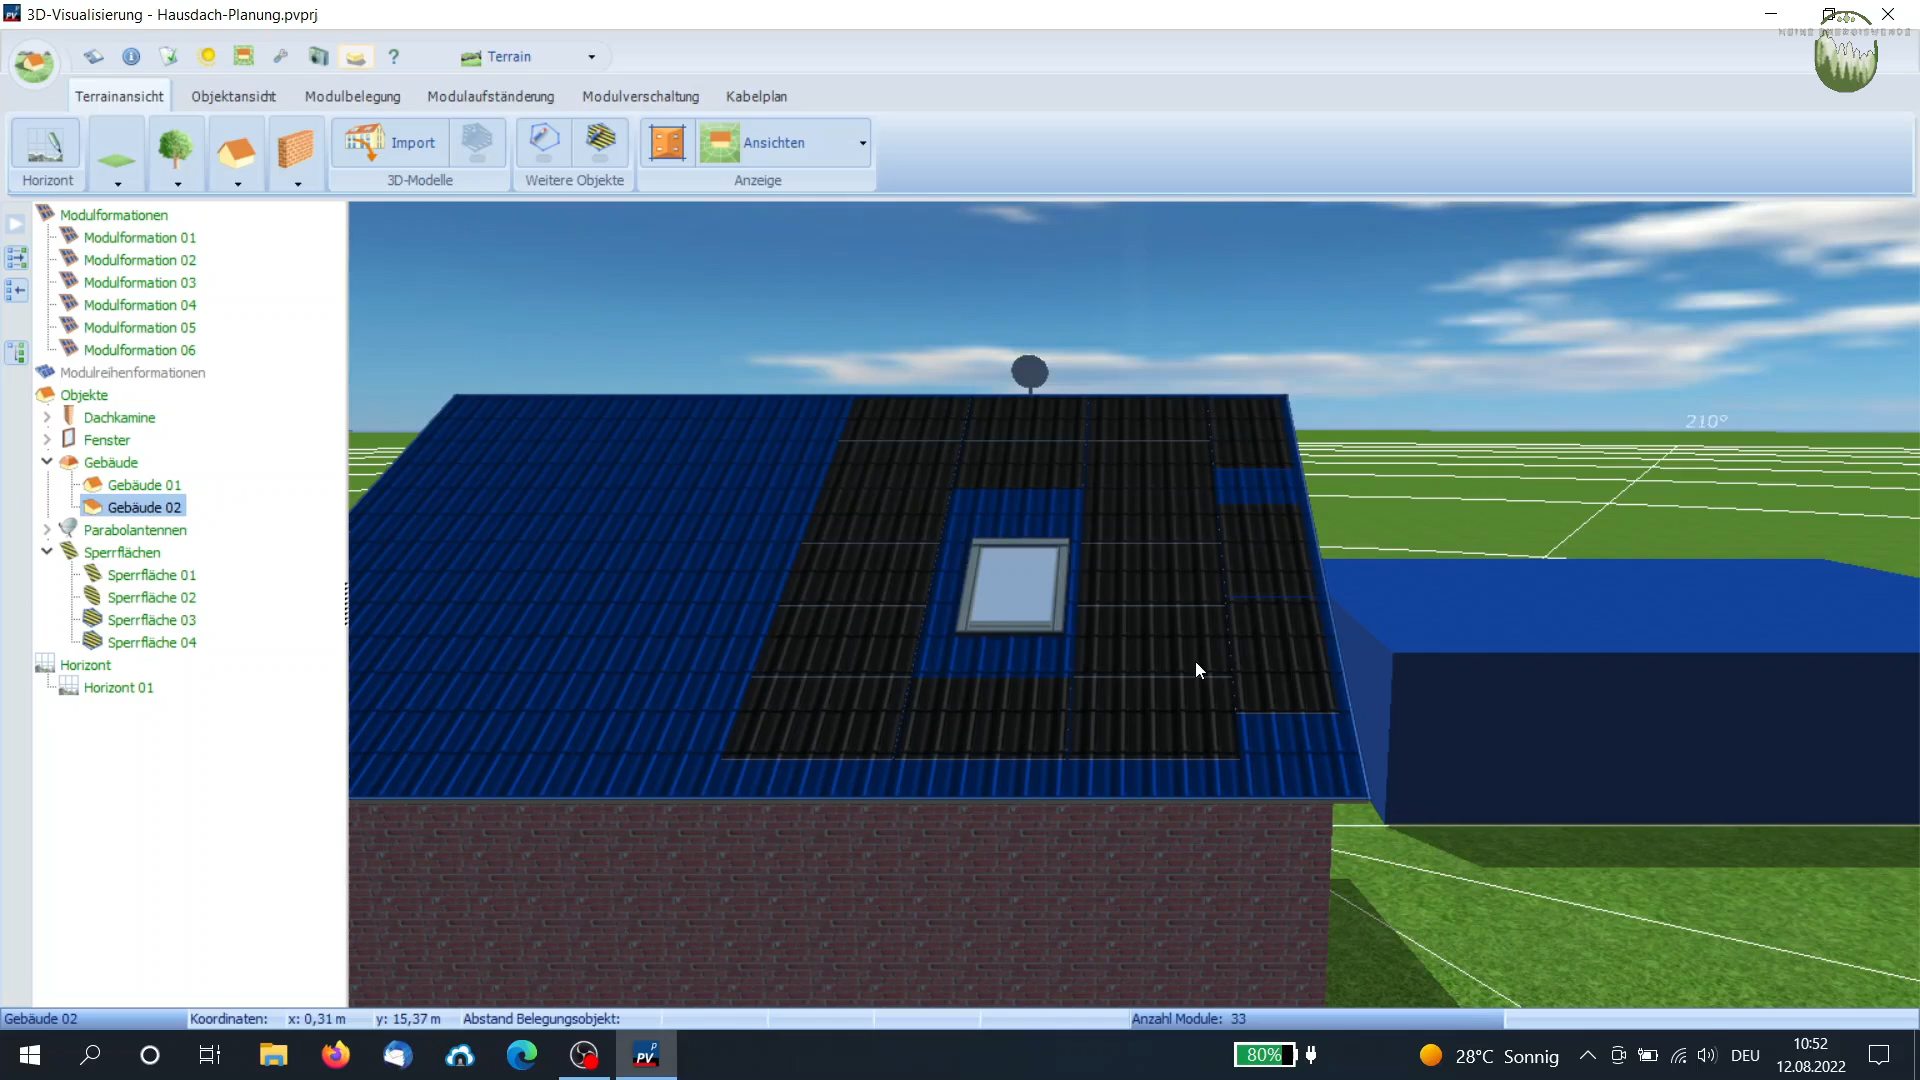 3D-Visualisierung - Hausdach-Planung.pvprj
Terrain
Terrainansicht
Objektansicht
Modulbelegung
Modulaufständerung
Modulverschaltung
Kabelplan
Import
Ansichten
Horizont
3D-Modelle
Weitere Objekte
Anzeige
Modulformationen
Modulformation 01
Modulformation 02
Modulformation 03
Modulformation 04
Modulformation 05
Modulformation 06
Modulreihenformationen
Objekte
Dachkamine
Fenster
Gebäude
Gebäude 01
Gebäude 02
Parabolantennen
Sperrflächen
Sperrfläche 01
Sperrfläche 02
Sperrfläche 03
Sperrfläche 04
Horizont
Horizont 01
210°
Gebäude 02
Koordinaten:
x: 0,31 m
y: 15,37 m
Abstand Belegungsobjekt:
Anzahl Module: 33
PV
80%
28°C Sonnig
DEU
10:52
12.08.2022